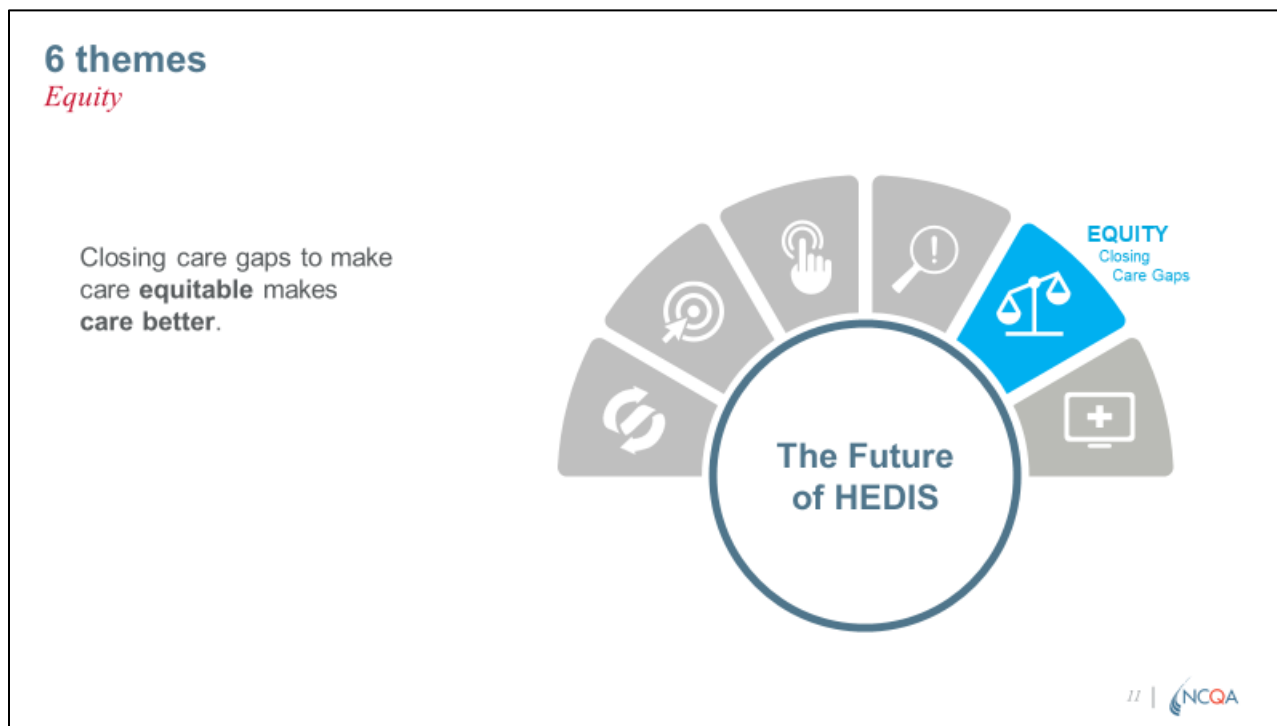 6 themes
Equity
Closing care gaps to make
care equitable makes
care better.
EQUITY
Closing
Care Gaps
The Future
of HEDIS
11 |
NCQA